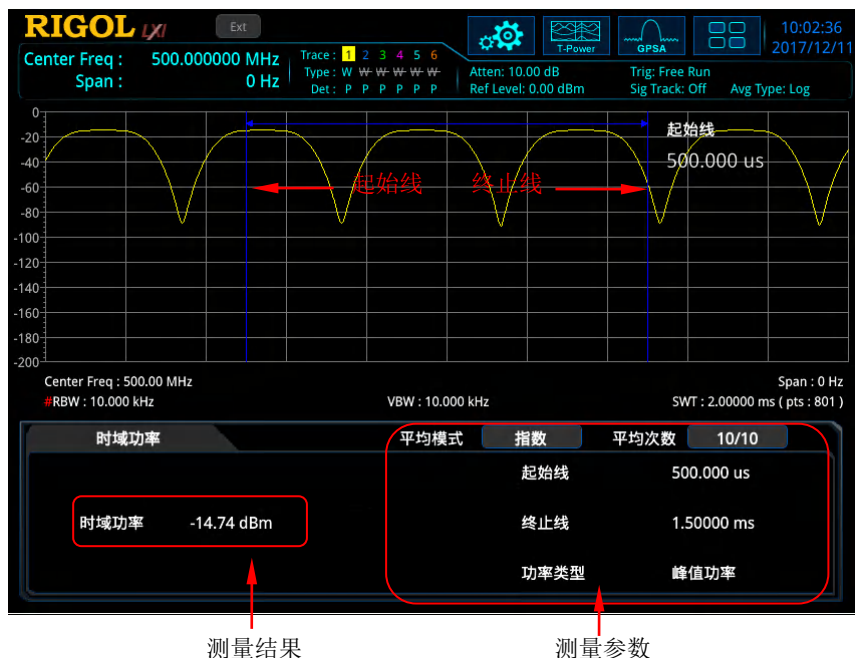 RIGOL LXI
Ext
T-Power
GPSA
10:02:36
2017/12/11
Center Freq : 500.000000 MHz
Span : 0 Hz
Trace : 1 2 3 4 5 6
Type : W W W W W W
Det : P P P P P P
Atten: 10.00 dB
Ref Level: 0.00 dBm
Trig: Free Run
Sig Track: Off
Avg Type: Log
0
-20
-40
-60
-80
-100
-120
-140
-160
-180
-200
起始线
500.000 us
起始线
终止线
Center Freq : 500.00 MHz
Span : 0 Hz
#RBW : 10.000 kHz
VBW : 10.000 kHz
SWT : 2.00000 ms ( pts : 801 )
时域功率
平均模式 指数 平均次数 10/10
起始线 500.000 us
时域功率 -14.74 dBm
终止线 1.50000 ms
功率类型 峰值功率
测量结果
测量参数